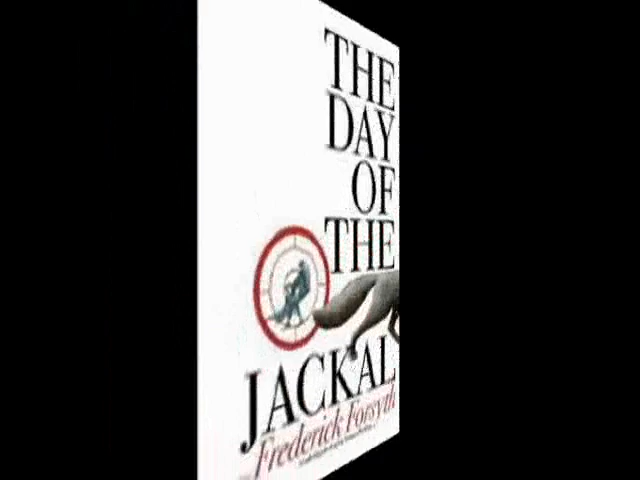 THE
DAY
OF
THE
JACKAL
Frederick Forsyth